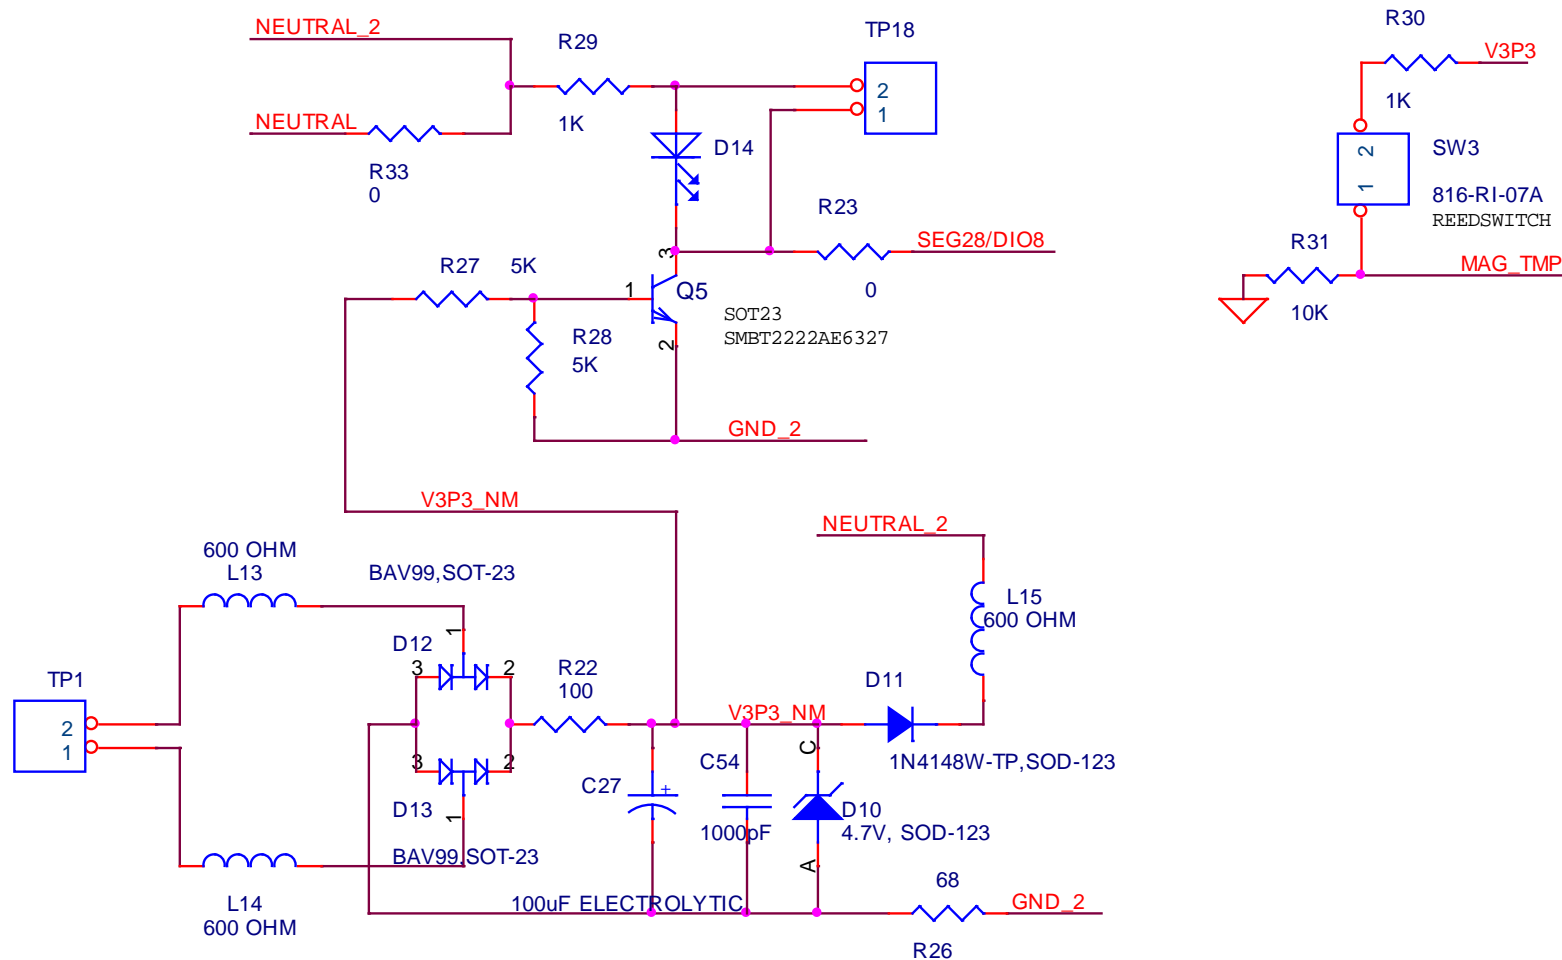 NEUTRAL_2
R29
1K
TP18
2
1
NEUTRAL
R33
0
D14
R23
0
SEG28/DIO8
R27
5K
1
3
Q5
2
SOT23
SMBT2222AE6327
R28
5K
GND_2
R30
V3P3
1K
2
1
SW3
816-RI-07A
REEDSWITCH
R31
10K
MAG_TMP
V3P3_NM
NEUTRAL_2
600 OHM
L13
BAV99,SOT-23
L15
600 OHM
D12
1
3
2
R22
100
TP1
2
1
V3P3_NM
D11
1N4148W-TP,SOD-123
3
2
D13
1
BAV99,SOT-23
C27
+
C54
1000pF
C
D10
4.7V, SOD-123
A
L14
600 OHM
100uF ELECTROLYTIC
68
R26
GND_2